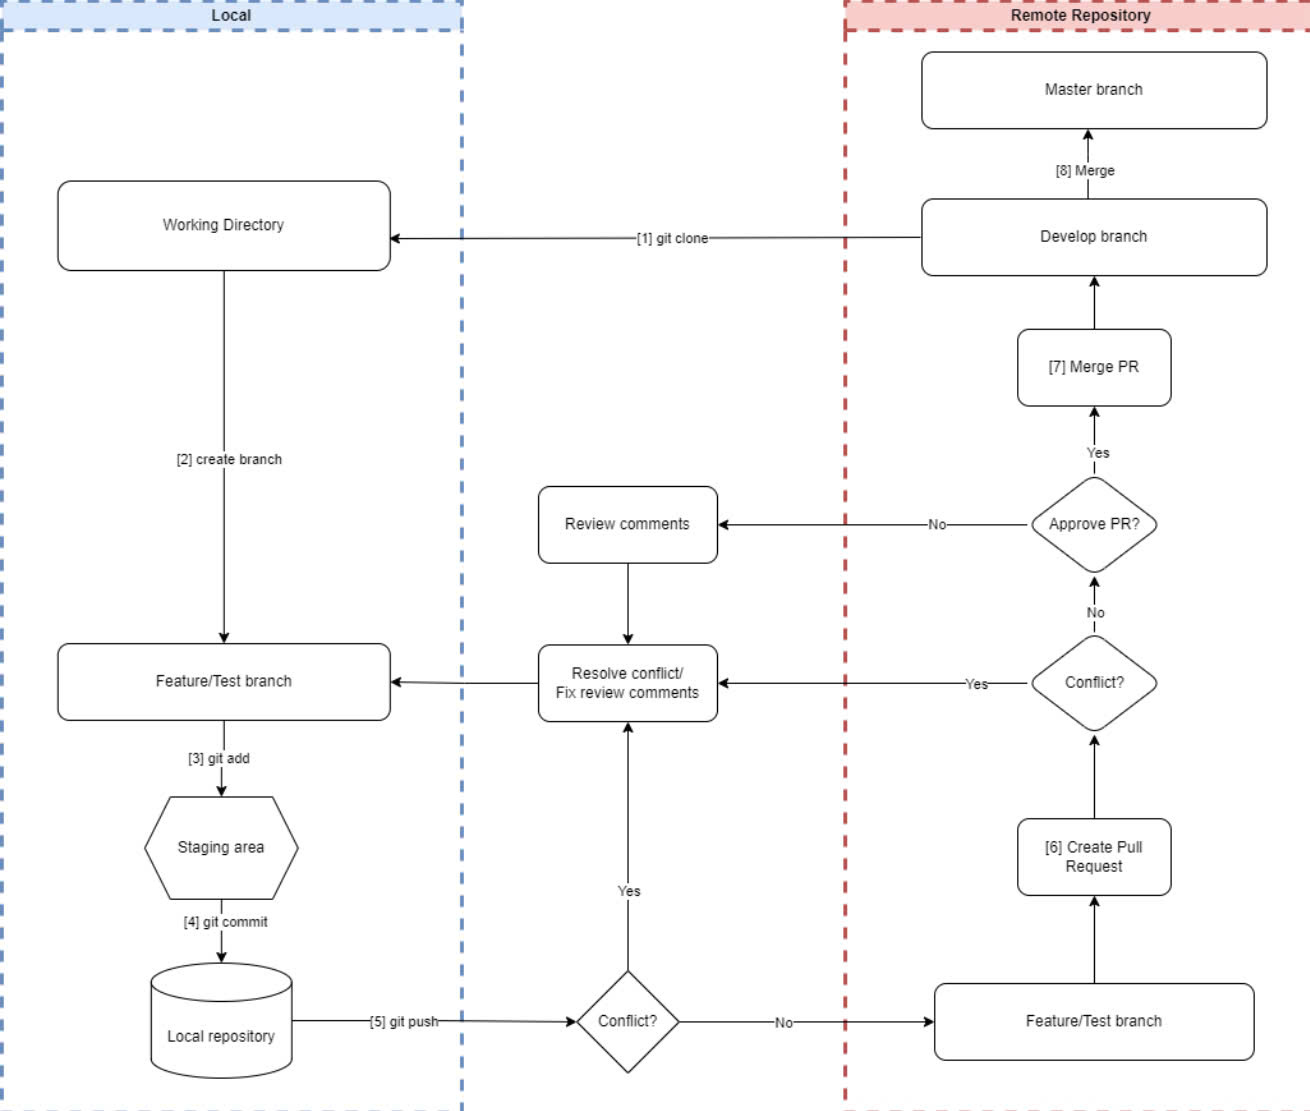 Local
Remote Repository
Master branch
[8] Merge
Working Directory
[1] git clone
Develop branch
[7] Merge PR
Yes
[2] create branch
Review comments
No
Approve PR?
No
Feature/Test branch
Resolve conflict/
Fix review comments
Yes
Conflict?
[3] git add
Staging area
[6] Create Pull
Request
Yes
[4] git commit
Local repository
[5] git push
Conflict?
No
Feature/Test branch